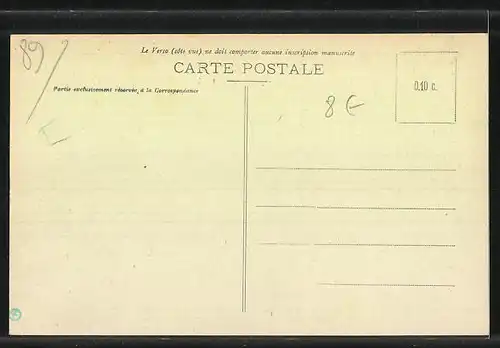 89/
Le Verso (côté vue) ne doit comporter aucune inscription manuscrite
CARTE POSTALE
0.10 c.
Partie exclusivement réservée à la Correspondance
8 €